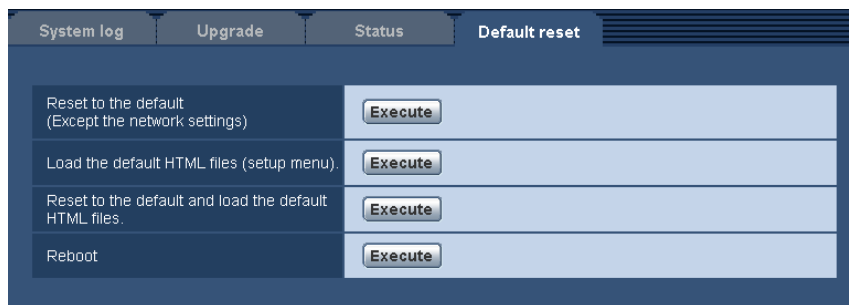 System log
Upgrade
Status
Default reset
Reset to the default
(Except the network settings)
Execute
Load the default HTML files (setup menu).
Execute
Reset to the default and load the default
HTML files.
Execute
Reboot
Execute